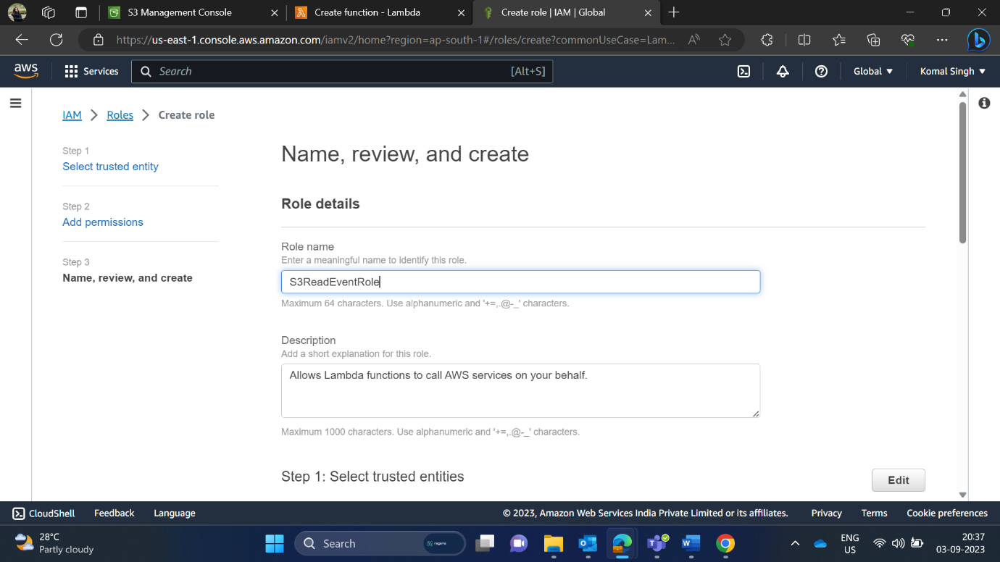 S3 Management Console
Create function - Lambda
Create role | IAM | Global
https://us-east-1.console.aws.amazon.com/iamv2/home?region=ap-south-1#/roles/create?commonUseCase=Lam...
aws
Services
Search
[Alt+S]
Global
Komal Singh
IAM > Roles > Create role
Step 1
Select trusted entity
Step 2
Add permissions
Step 3
Name, review, and create
Name, review, and create
Role details
Role name
Enter a meaningful name to identify this role.
S3ReadEventRole
Maximum 64 characters. Use alphanumeric and '+=,.@-_' characters.
Description
Add a short explanation for this role.
Allows Lambda functions to call AWS services on your behalf.
Maximum 1000 characters. Use alphanumeric and '+=,.@-_' characters.
Step 1: Select trusted entities
Edit
CloudShell
Feedback
Language
© 2023, Amazon Web Services India Private Limited or its affiliates.
Privacy
Terms
Cookie preferences
28°C
Partly cloudy
Search
ENG
US
20:37
03-09-2023